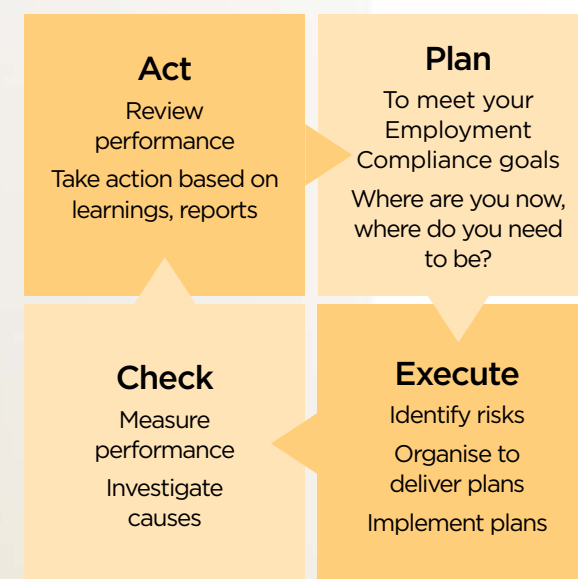 Act
Review
performance
Take action based on
learnings, reports
Plan
To meet your
Employment
Compliance goals
Where are you now,
where do you need
to be?
Check
Measure
performance
Investigate
causes
Execute
Identify risks
Organise to
deliver plans
Implement plans